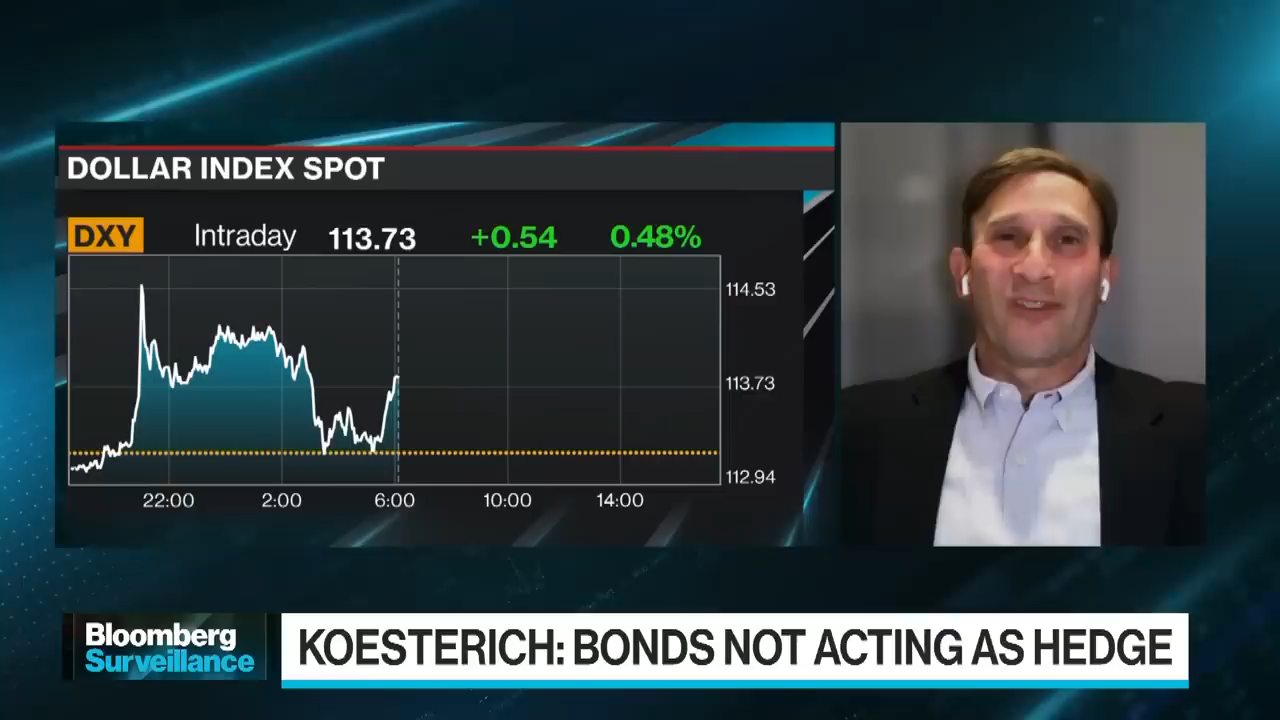 DOLLAR INDEX SPOT
DXY Intraday 113.73 +0.54 0.48%
114.53
113.73
112.94
22:00 2:00 6:00 10:00 14:00
Bloomberg
Surveillance
KOESTERICH: BONDS NOT ACTING AS HEDGE